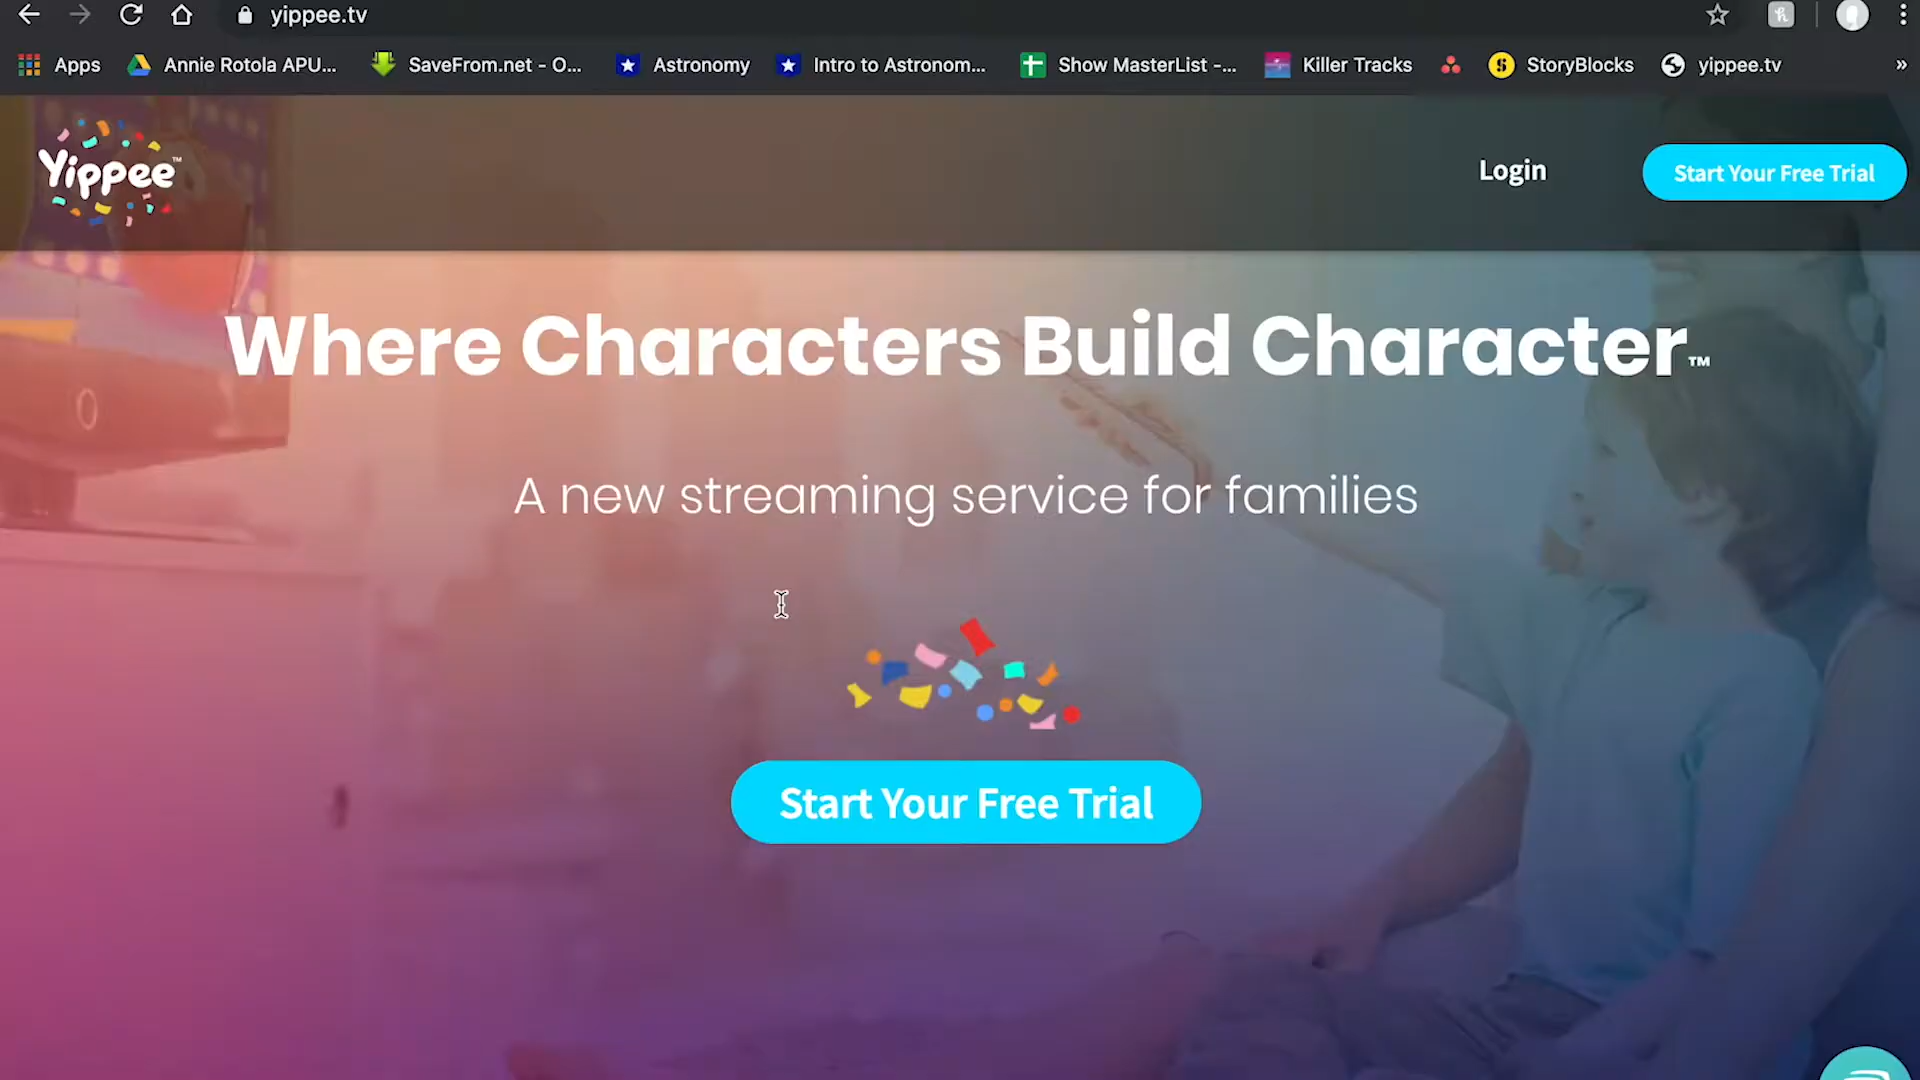 yippee.tv
Apps Annie Rotola APU... SaveFrom.net - O... Astronomy Intro to Astronom... Show MasterList -... Killer Tracks StoryBlocks yippee.tv »
Yippee™ Login Start Your Free Trial
Where Characters Build Character™
A new streaming service for families
Start Your Free Trial